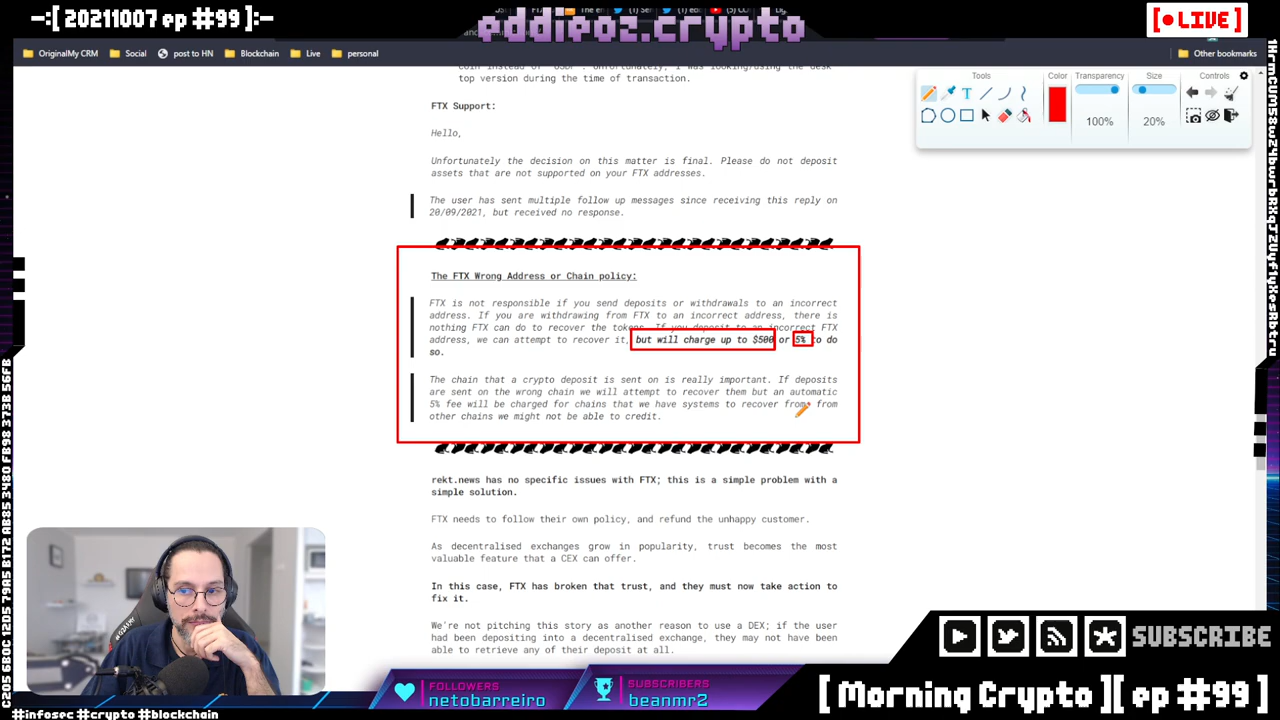 -:[ 20211007 ep #99 ]:-
eddieoz.crypto
[ • LIVE ]
OriginalMy CRM
Social
post to HN
Blockchain
Live
personal
Other bookmarks
Tools
Color
Transparency
Size
Controls
100%
20%
coin instead of "USDP". Unfortunately, I was looking/using the desk
top version during the time of transaction.
FTX Support:
Hello,
Unfortunately the decision on this matter is final. Please do not deposit
assets that are not supported on your FTX addresses.
The user has sent multiple follow up messages since receiving this reply on
20/09/2021, but received no response.
The FTX Wrong Address or Chain policy:
FTX is not responsible if you send deposits or withdrawals to an incorrect
address. If you are withdrawing from FTX to an incorrect address, there is
nothing FTX can do to recover the tokens. If you deposit to an incorrect FTX
address, we can attempt to recover it, but will charge up to $500 or 5% to do
so.
The chain that a crypto deposit is sent on is really important. If deposits
are sent on the wrong chain we will attempt to recover them but an automatic
5% fee will be charged for chains that we have systems to recover from, from
other chains we might not be able to credit.
rekt.news has no specific issues with FTX; this is a simple problem with a
simple solution.
FTX needs to follow their own policy, and refund the unhappy customer.
As decentralised exchanges grow in popularity, trust becomes the most
valuable feature that a CEX can offer.
In this case, FTX has broken that trust, and they must now take action to
fix it.
We're not pitching this story as another reason to use a DEX; if the user
had been depositing into a decentralised exchange, they may not have been
able to retrieve any of their deposit at all.
SUBSCRIBE
FOLLOWERS
netobarreiro
SUBSCRIBERS
beanmr2
[ Morning Crypto ][ ep #99 ]
#infosec #crypto #blockchain